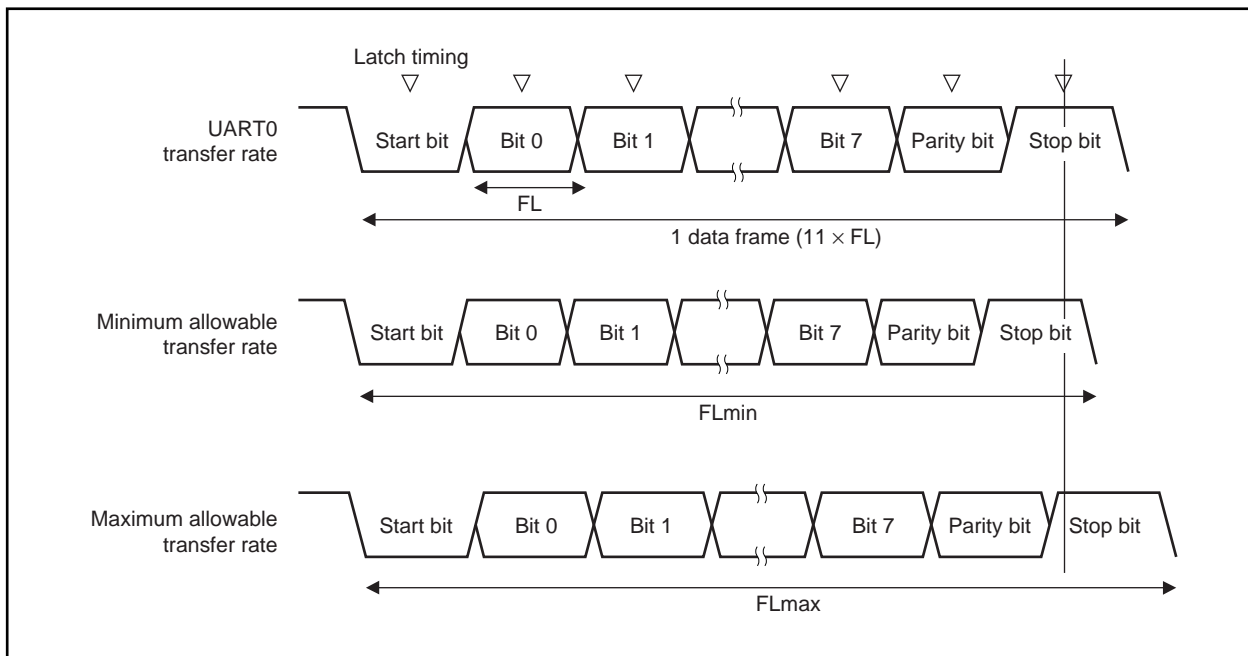 Latch timing
UART0
transfer rate
Start bit
Bit 0
Bit 1
Bit 7
Parity bit
Stop bit
FL
1 data frame (11 × FL)
Minimum allowable
transfer rate
Start bit
Bit 0
Bit 1
Bit 7
Parity bit
Stop bit
FLmin
Maximum allowable
transfer rate
Start bit
Bit 0
Bit 1
Bit 7
Parity bit
Stop bit
FLmax